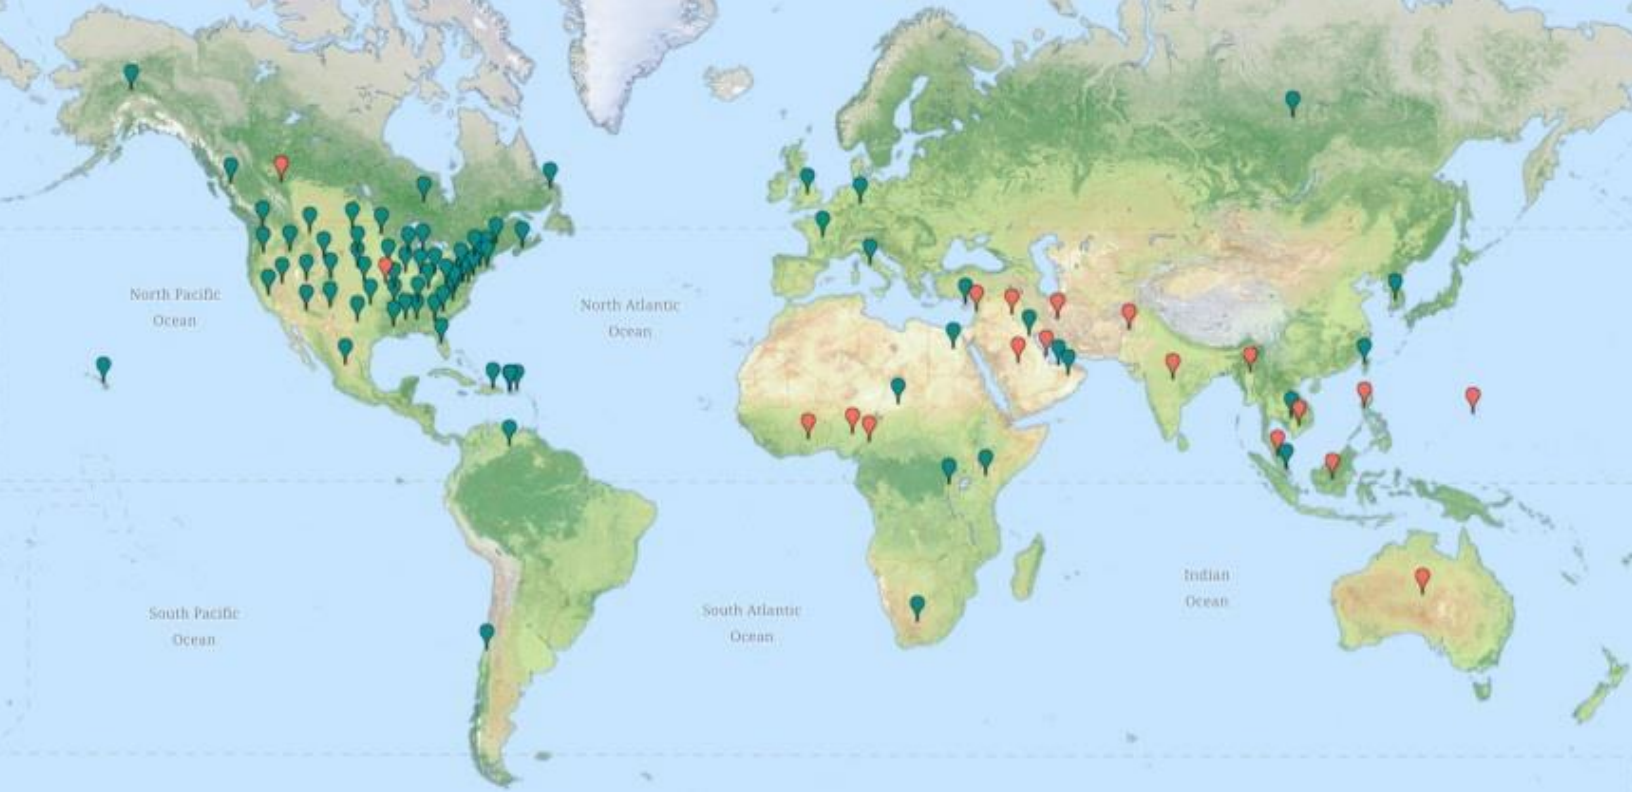 North Pacific
Ocean
North Atlantic
Ocean
South Pacific
Ocean
South Atlantic
Ocean
Indian
Ocean